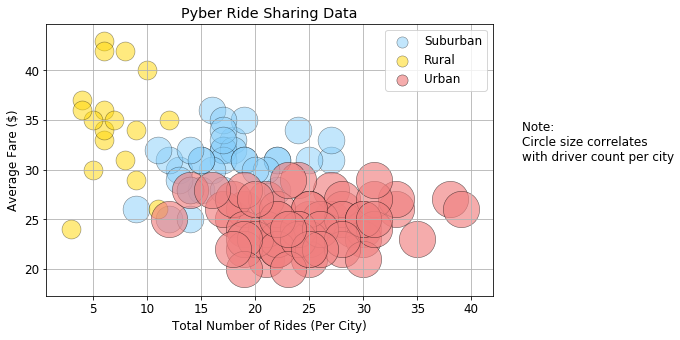 Pyber Ride Sharing Data
Suburban
Rural
Urban
40
35
30
25
20
Average Fare ($)
5 10 15 20 25 30 35 40
Total Number of Rides (Per City)
Note:
Circle size correlates
with driver count per city